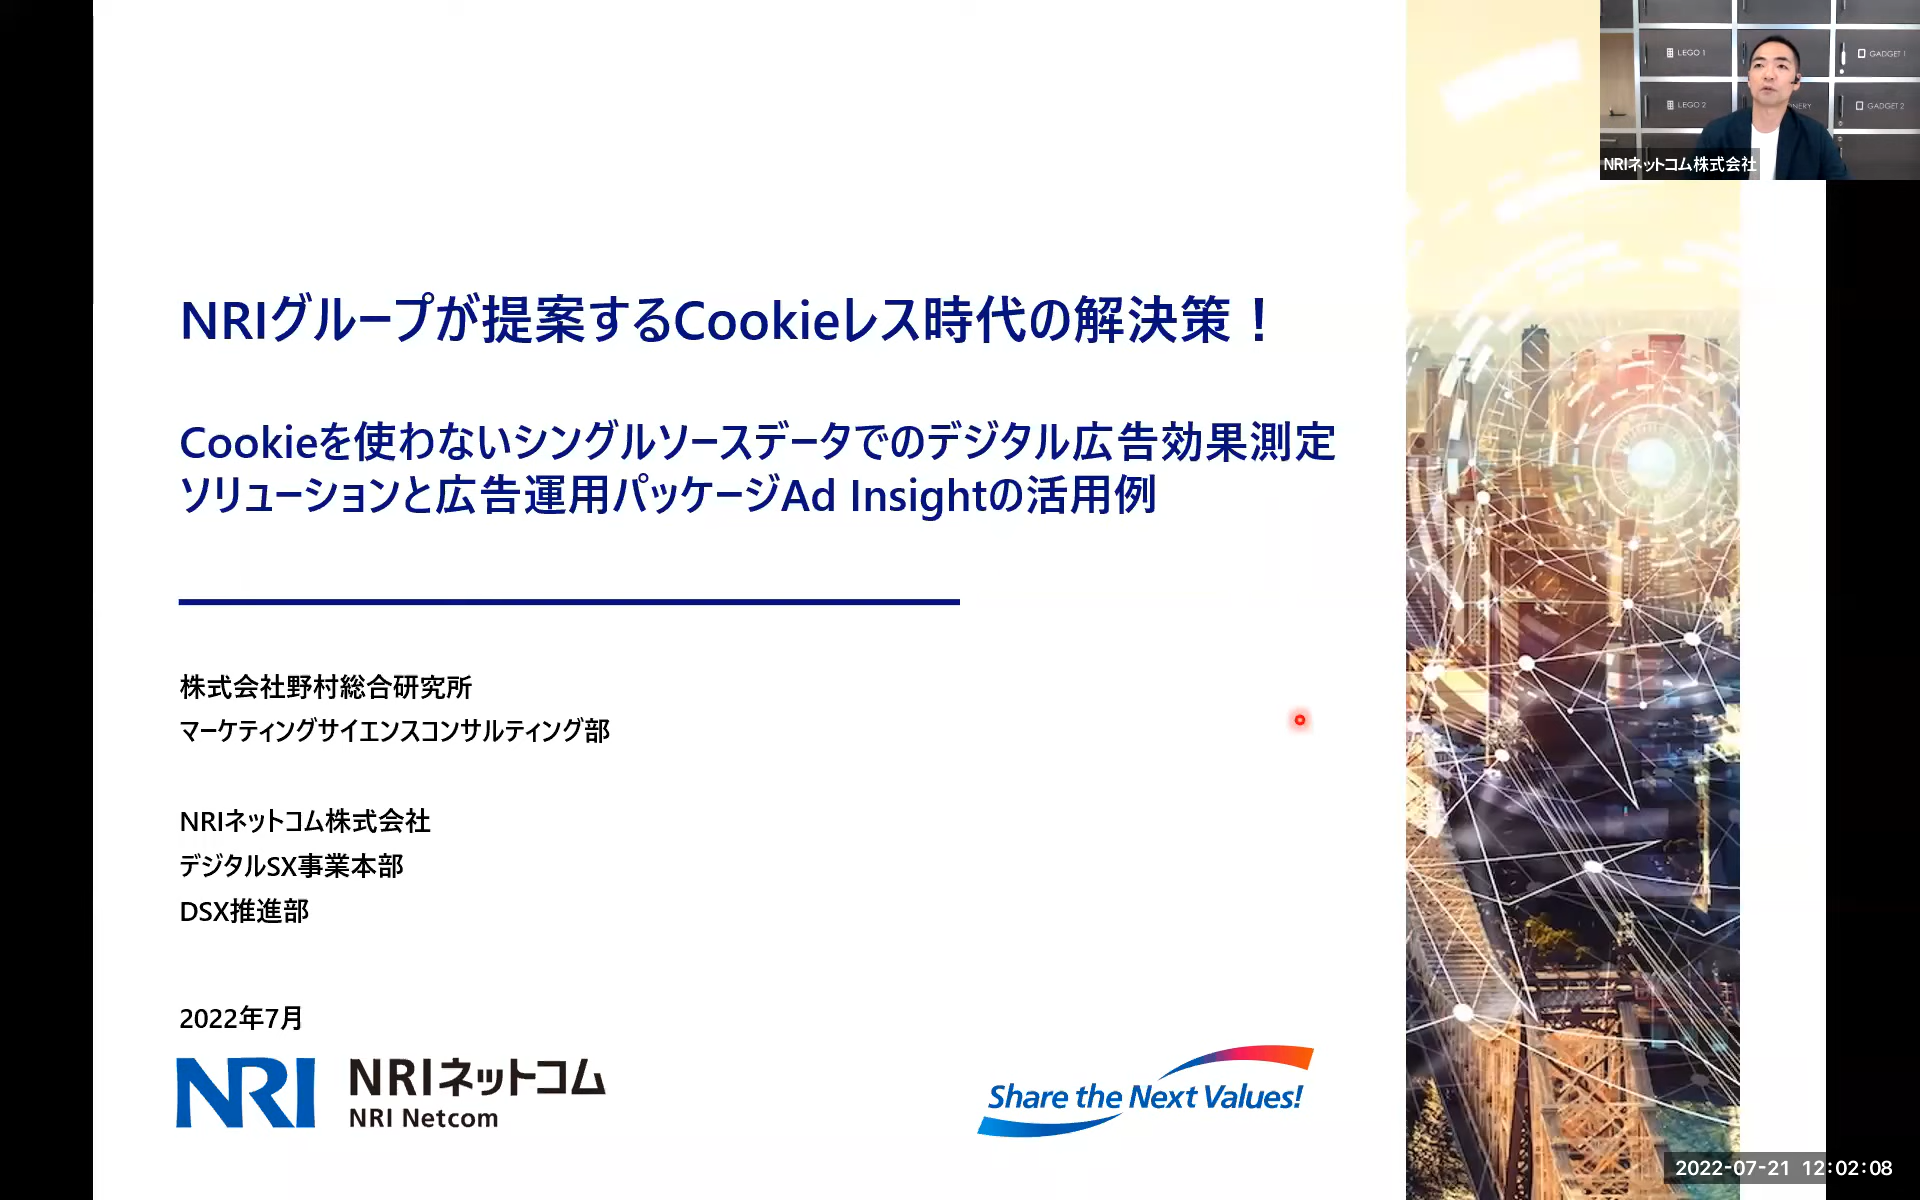 LEGO 1
GADGET 1
LEGO 2
GADGET 2
NRIネットコム株式会社
NRIグループが提案するCookieレス時代の解決策！
Cookieを使わないシングルソースデータでのデジタル広告効果測定
ソリューションと広告運用パッケージAd Insightの活用例
株式会社野村総合研究所
マーケティングサイエンスコンサルティング部
NRIネットコム株式会社
デジタルSX事業本部
DSX推進部
2022年7月
NRI
NRIネットコム
NRI Netcom
Share the Next Values!
2022-07-21 12:02:08